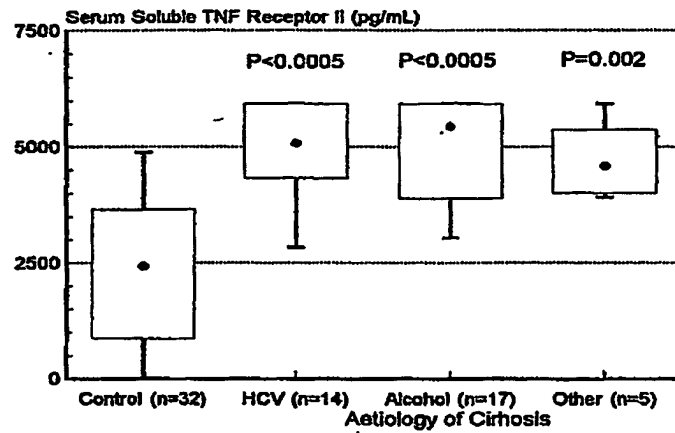 Serum Soluble TNF Receptor II (pg/mL)
7500
P<0.0005 P<0.0005 P=0.002
5000
2500
0
Control (n=32) HCV (n=14) Alcohol (n=17) Other (n=5)
Aetiology of Cirhosis